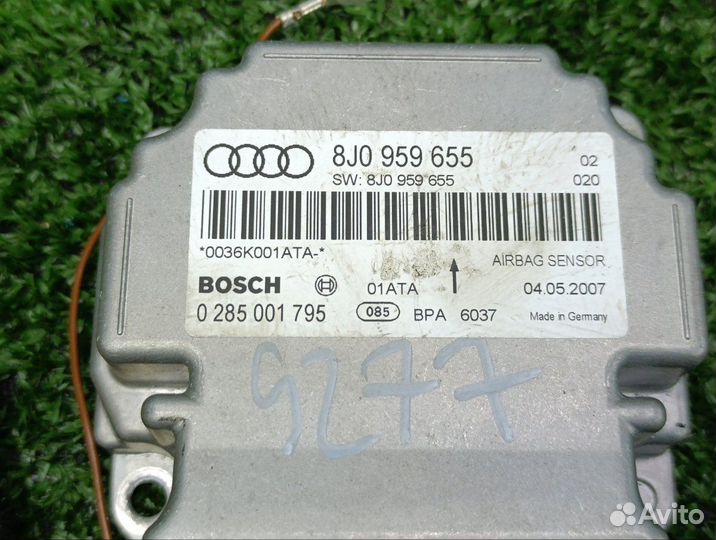 8J0 959 655 02
SW: 8J0 959 655 020
*0036K001ATA-*
AIRBAG SENSOR
BOSCH 01ATA 04.05.2007
0 285 001 795 085 BPA 6037 Made in Germany
9277
Avito